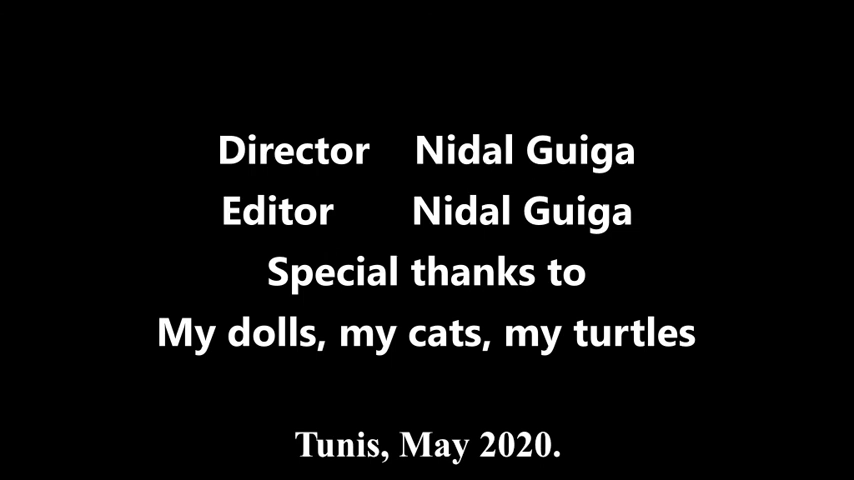 Director Nidal Guiga
Editor Nidal Guiga
Special thanks to
My dolls, my cats, my turtles
Tunis, May 2020.